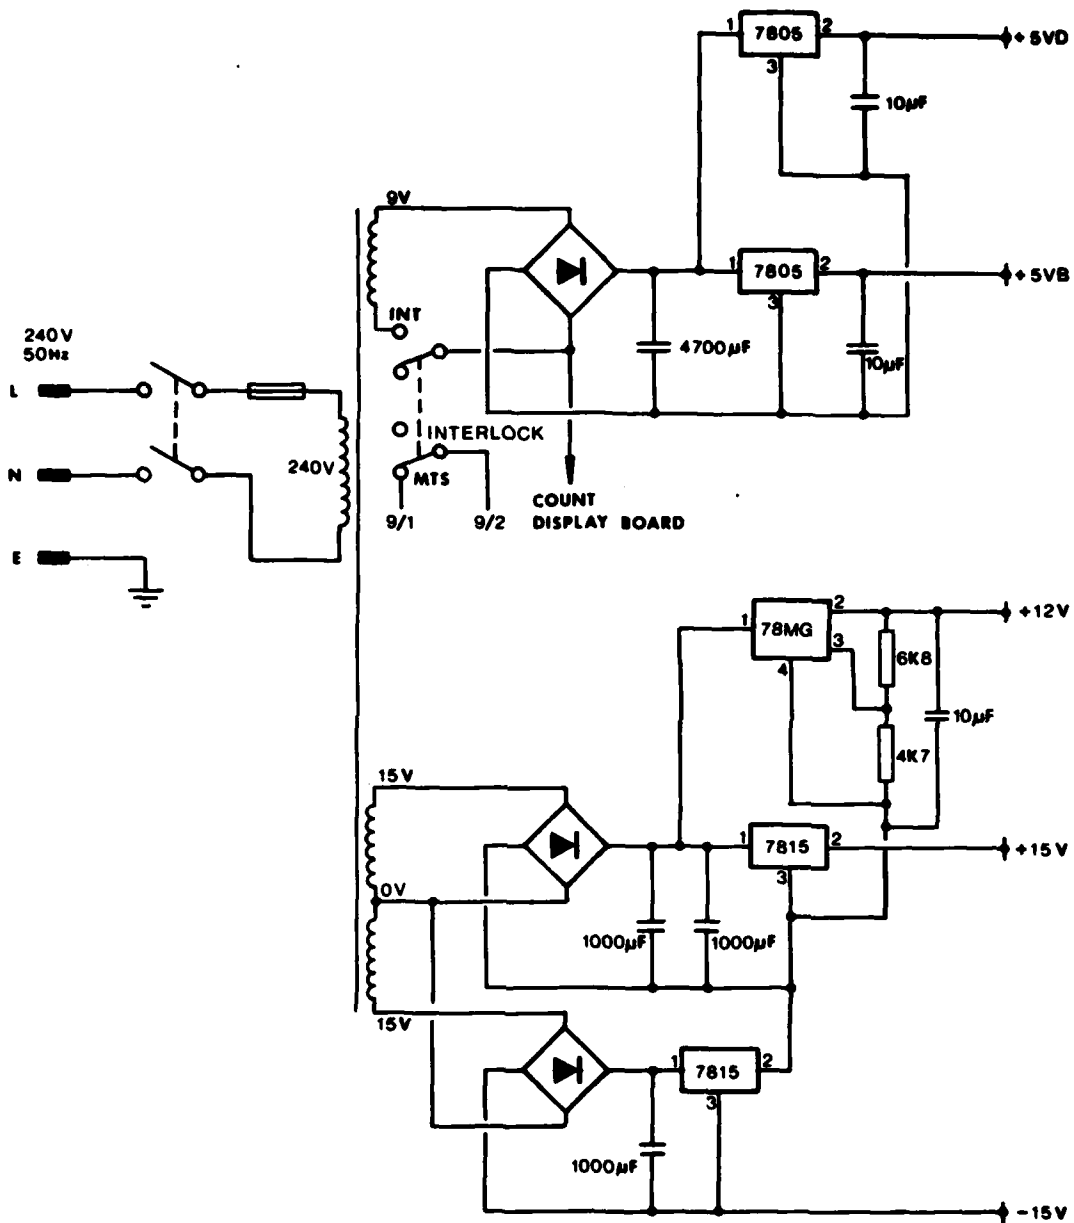 1 7805 2
+5VD
3
10µF
9V
1 7805 2
+5VB
3
INT
240V
50Hz
4700µF
10µF
L
INTERLOCK
N
240V
MTS
9/1
9/2
COUNT
DISPLAY BOARD
E
1 78MG 2
+12V
3
4
6K8
10µF
4K7
15V
1 7815 2
+15V
3
0V
1000µF
1000µF
15V
1 7815 2
3
1000µF
-15V